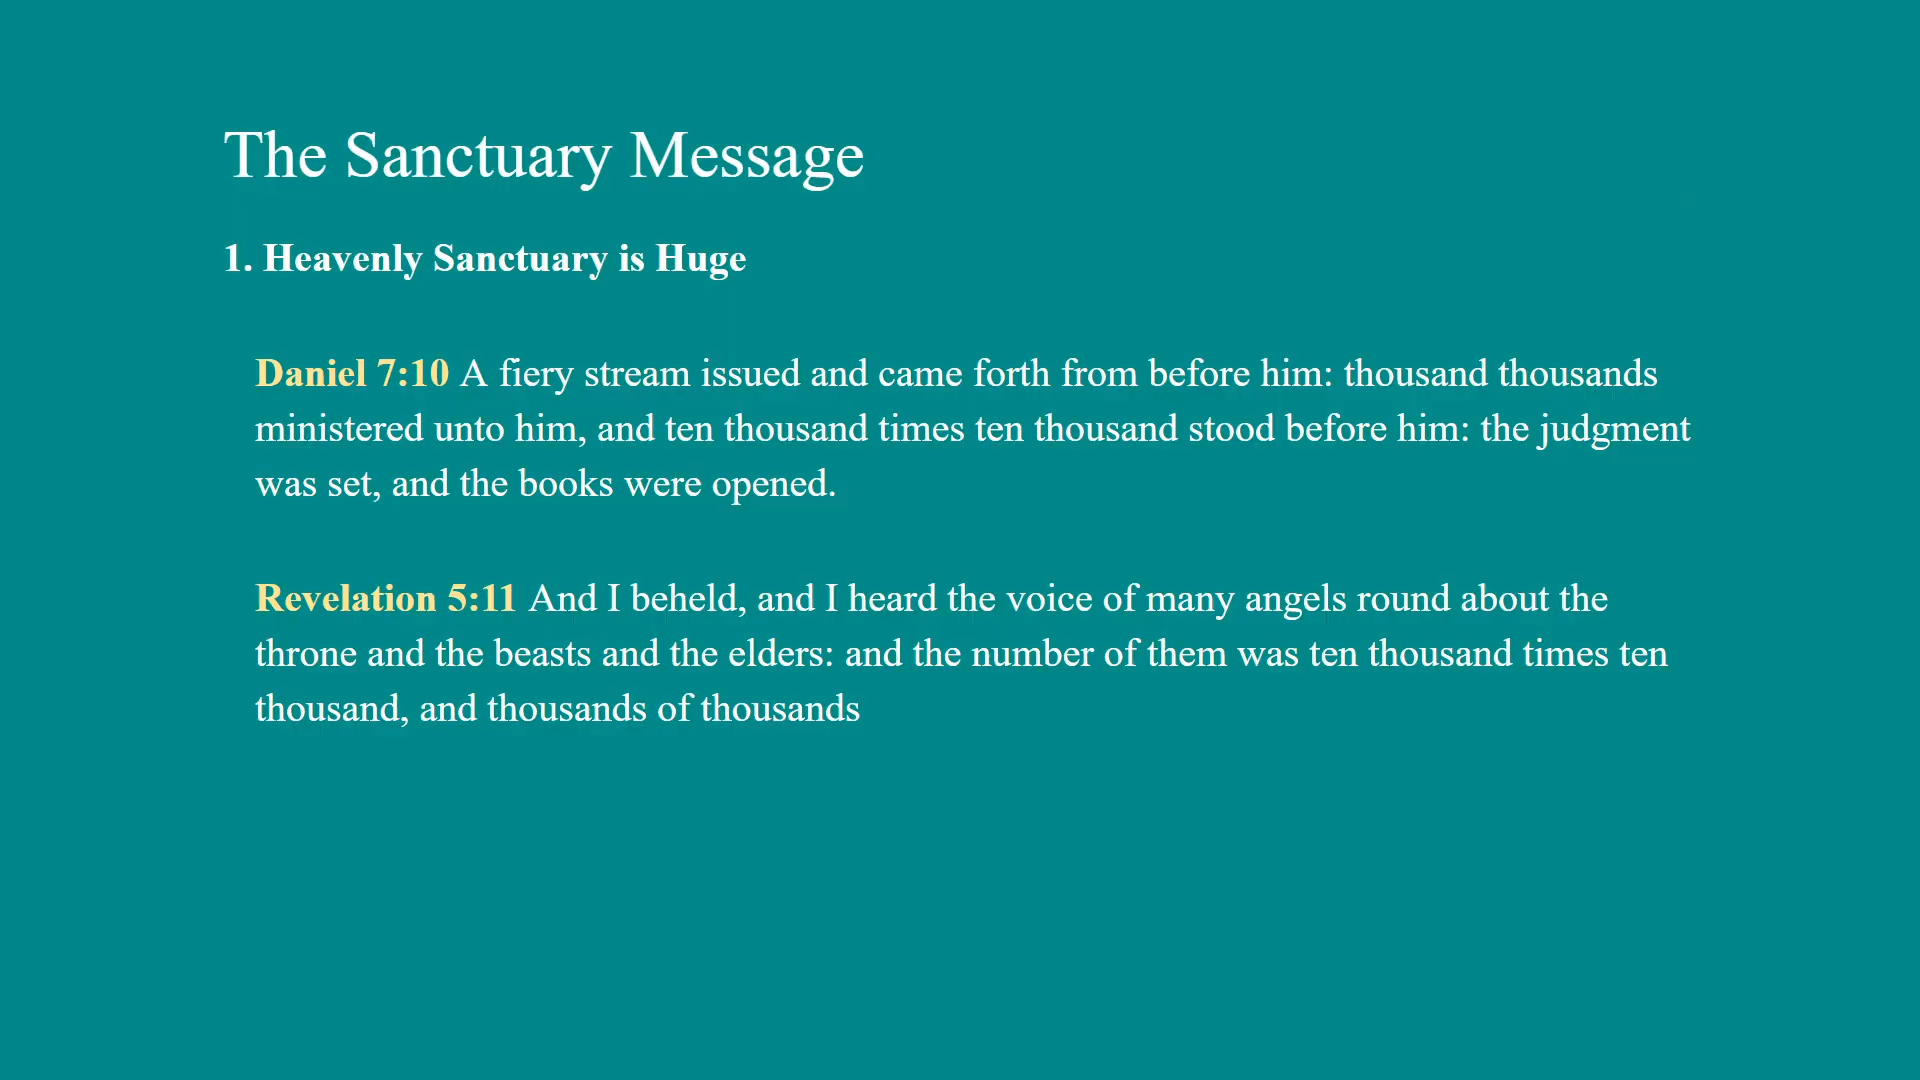 The Sanctuary Message
1. Heavenly Sanctuary is Huge
Daniel 7:10 A fiery stream issued and came forth from before him: thousand thousands
ministered unto him, and ten thousand times ten thousand stood before him: the judgment
was set, and the books were opened.
Revelation 5:11 And I beheld, and I heard the voice of many angels round about the
throne and the beasts and the elders: and the number of them was ten thousand times ten
thousand, and thousands of thousands